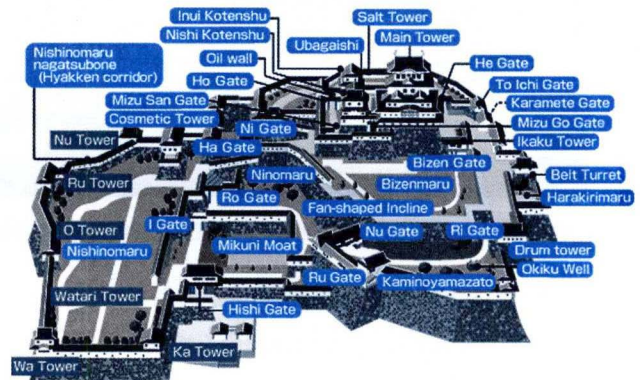 Inui Kotenshu
Salt Tower
Nishi Kotenshu
Ubagaishi
Main Tower
Nishinomaru
nagatsubone
(Hyakken corridor)
Oil wall
He Gate
Ho Gate
To Ichi Gate
Mizu San Gate
Karamete Gate
Cosmetic Tower
Mizu Go Gate
Ni Gate
Nu Tower
Ikaku Tower
Ha Gate
Bizen Gate
Belt Turret
Ru Tower
Ninomaru
Bizenmaru
Ro Gate
Harakirimaru
Fan-shaped Incline
O Tower
I Gate
Nu Gate
Ri Gate
Nishinomaru
Mikuni Moat
Drum tower
Okiku Well
Ru Gate
Kaminoyamazato
Watari Tower
Hishi Gate
Ka Tower
Wa Tower